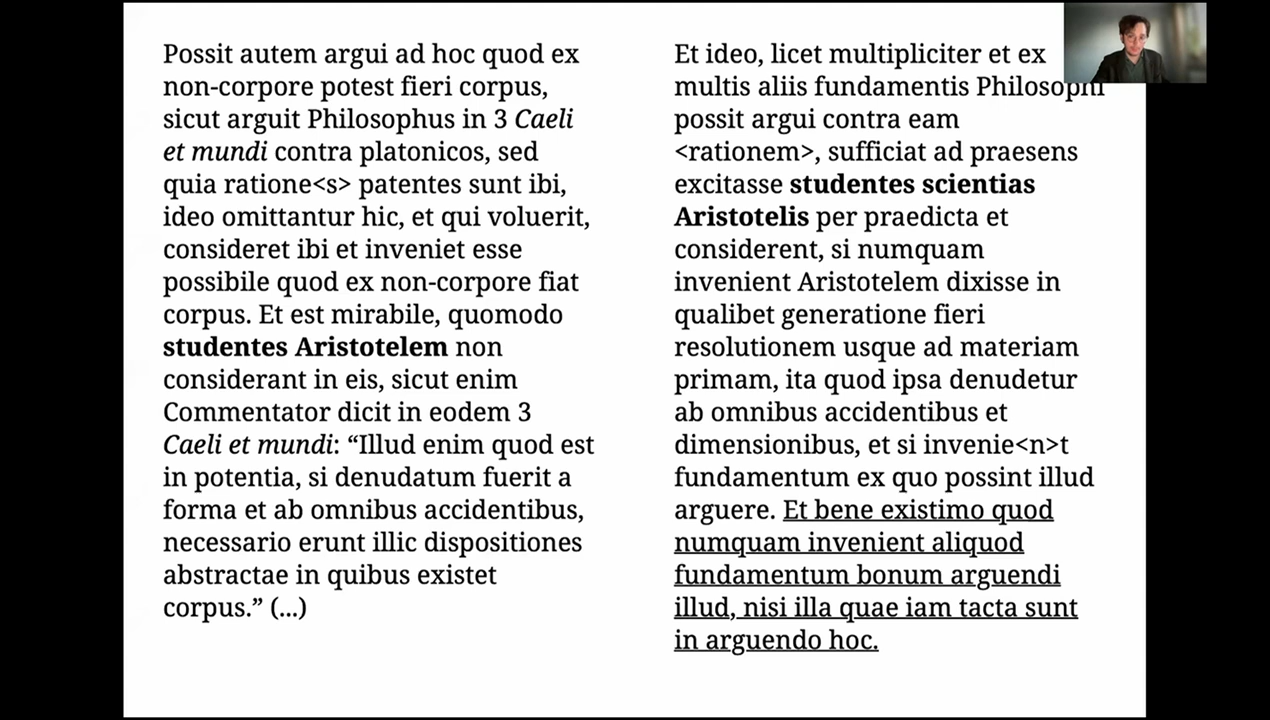 Possit autem argui ad hoc quod ex
non-corpore potest fieri corpus,
sicut arguit Philosophus in 3 Caeli
et mundi contra platonicos, sed
quia ratione<s> patentes sunt ibi,
ideo omittantur hic, et qui voluerit,
consideret ibi et inveniet esse
possibile quod ex non-corpore fiat
corpus. Et est mirabile, quomodo
studentes Aristotelem non
considerant in eis, sicut enim
Commentator dicit in eodem 3
Caeli et mundi: “Illud enim quod est
in potentia, si denudatum fuerit a
forma et ab omnibus accidentibus,
necessario erunt illic dispositiones
abstractae in quibus existet
corpus.” (...)
Et ideo, licet multipliciter et ex
multis aliis fundamentis Philosophi
possit argui contra eam
<rationem>, sufficiat ad praesens
excitasse studentes scientias
Aristotelis per praedicta et
considerent, si numquam
invenient Aristotelem dixisse in
qualibet generatione fieri
resolutionem usque ad materiam
primam, ita quod ipsa denudetur
ab omnibus accidentibus et
dimensionibus, et si invenie<n>t
fundamentum ex quo possint illud
arguere. Et bene existimo quod
numquam invenient aliquod
fundamentum bonum arguendi
illud, nisi illa quae iam tacta sunt
in arguendo hoc.